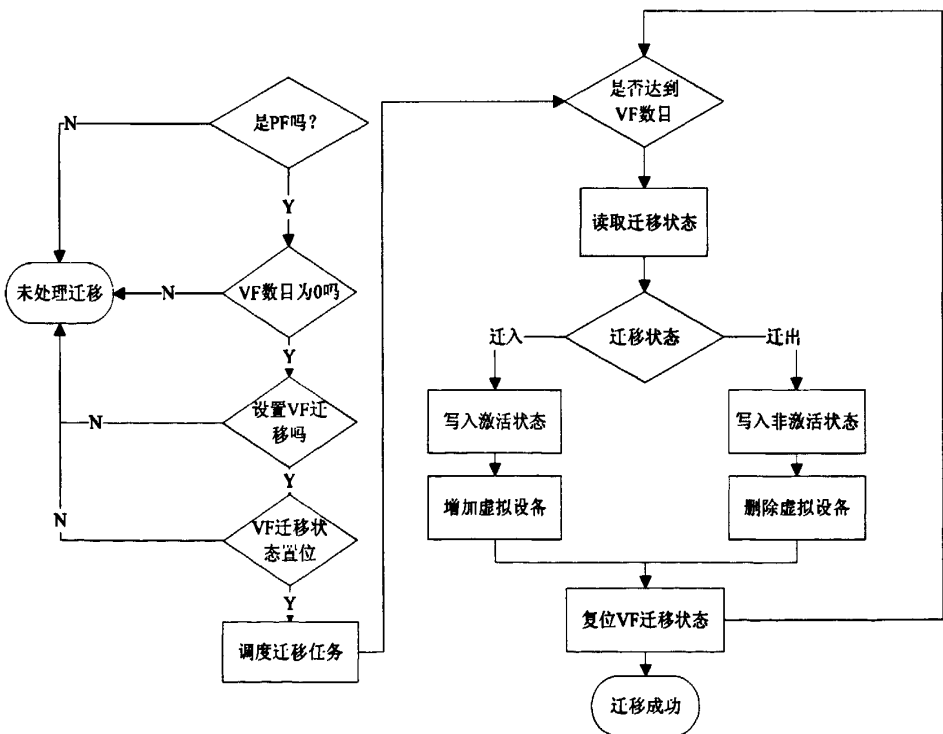 是PF吗?
N
Y
未处理迁移
N
VF数目为0吗
Y
设置VF迁
移吗
N
Y
VF迁移状
态置位
N
Y
调度迁移任务
是否达到
VF数目
读取迁移状态
迁入
迁移状态
迁出
写入激活状态
写入非激活状态
增加虚拟设备
删除虚拟设备
复位VF迁移状态
迁移成功